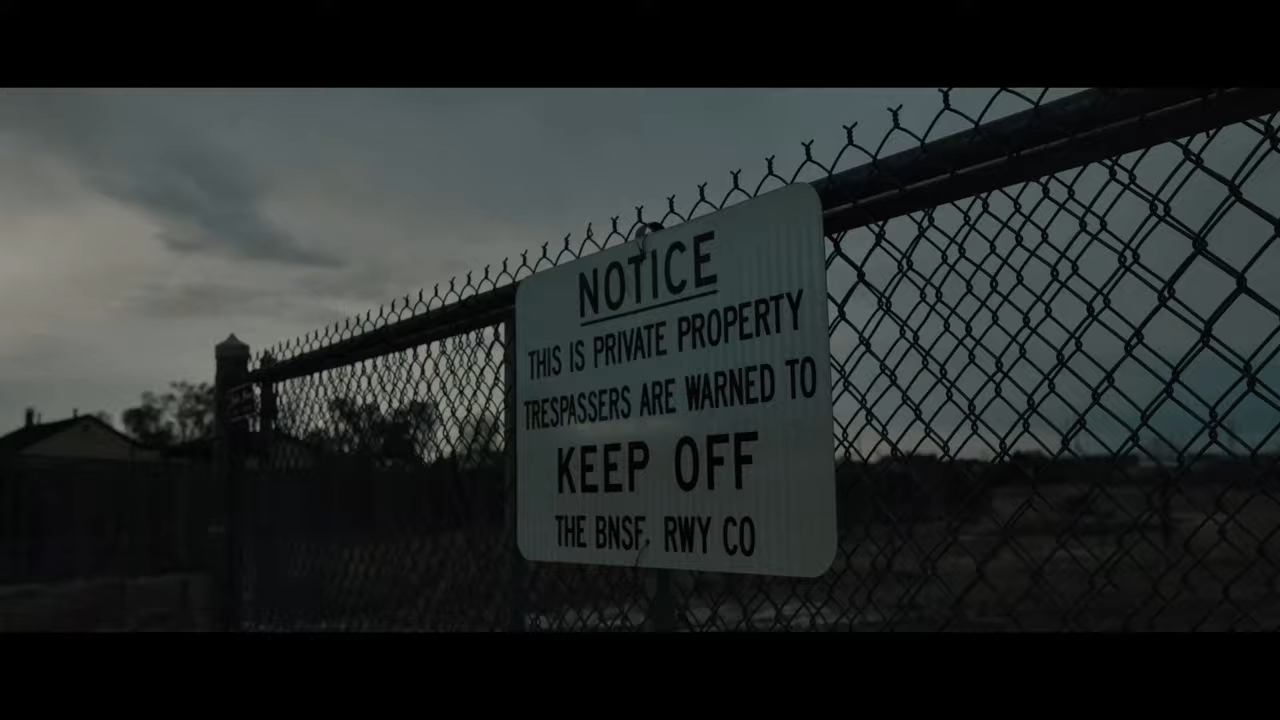 NOTICE
THIS IS PRIVATE PROPERTY
TRESPASSERS ARE WARNED TO
KEEP OFF
THE BNSF. RWY CO